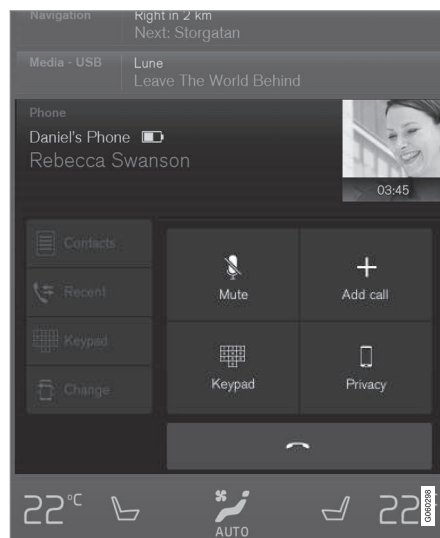 Navigation
Right in 2 km
Next: Storgatan
Media - USB
Lune
Leave The World Behind
Phone
Daniel's Phone
Rebecca Swanson
03:45
Contacts
Recent
Keypad
Change
Mute
Add call
Keypad
Privacy
22°C
AUTO
22
G060298